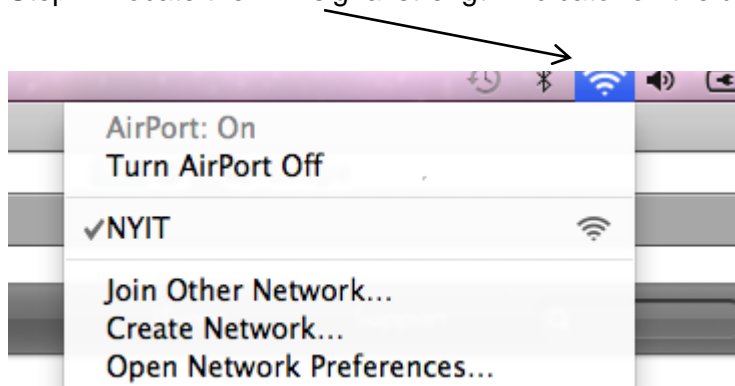 AirPort: On
Turn AirPort Off
NYIT
Join Other Network...
Create Network...
Open Network Preferences...